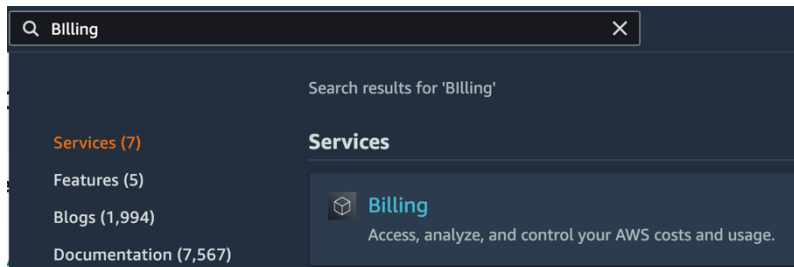 BIlling
Search results for 'BIlling'
Services (7)
Features (5)
Blogs (1,994)
Documentation (7,567)
Services
Billing
Access, analyze, and control your AWS costs and usage.